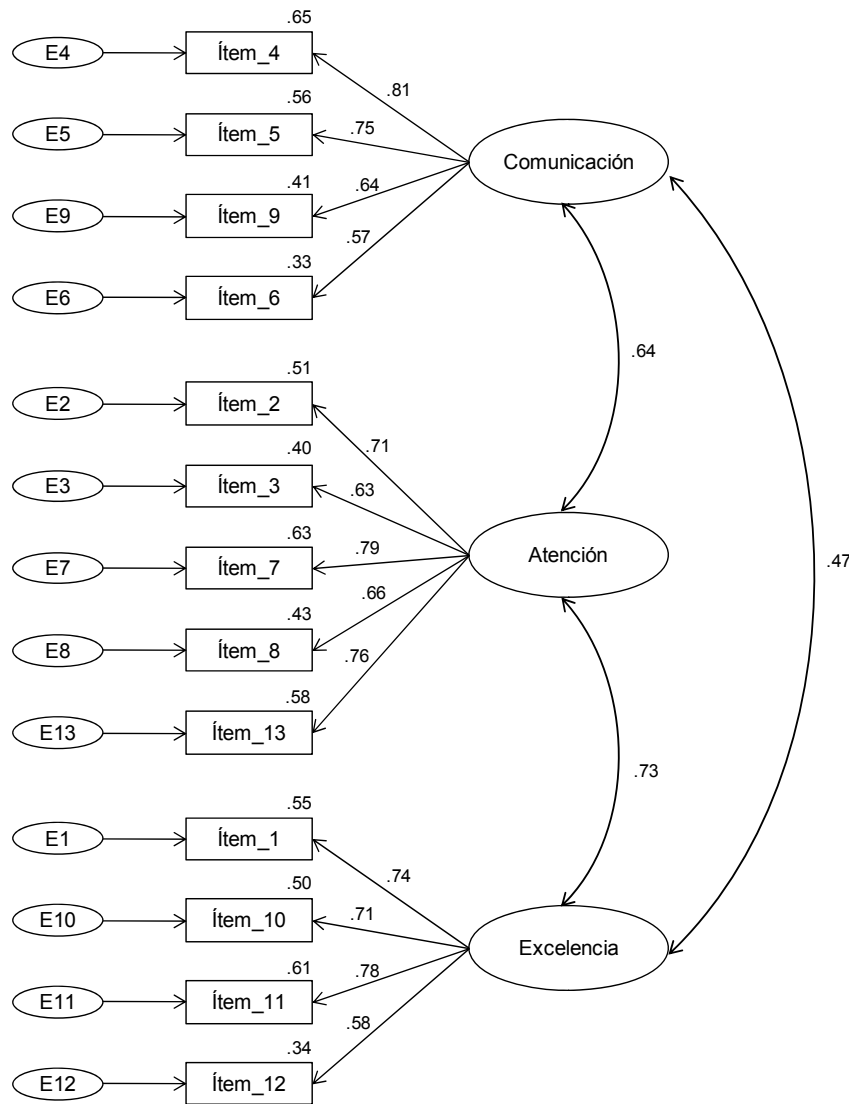 .65
E4 Ítem_4
.81
.56
E5 Ítem_5
.75
Comunicación
.41
E9 Ítem_9
.64
.57
.33
E6 Ítem_6
.64
.51
E2 Ítem_2
.71
.40
E3 Ítem_3
.63
.63
E7 Ítem_7
.79
Atención
.47
.66
.43
E8 Ítem_8
.76
.58
E13 Ítem_13
.73
.55
E1 Ítem_1
.74
.50
E10 Ítem_10
.71
Excelencia
.61
.78
E11 Ítem_11
.58
.34
E12 Ítem_12